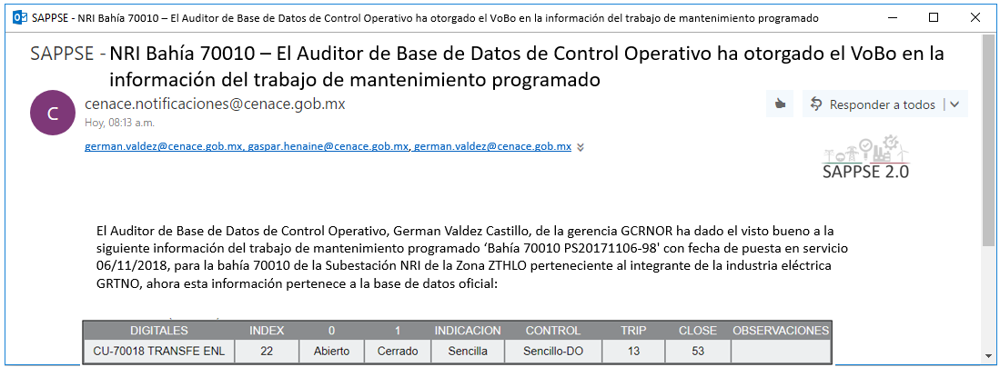 SAPPSE - NRI Bahía 70010 – El Auditor de Base de Datos de Control Operativo ha otorgado el VoBo en la información del trabajo de mantenimiento programado
SAPPSE - NRI Bahía 70010 – El Auditor de Base de Datos de Control Operativo ha otorgado el VoBo en la
información del trabajo de mantenimiento programado
C
cenace.notificaciones@cenace.gob.mx
Responder a todos
Hoy, 08:13 a.m.
german.valdez@cenace.gob.mx, gaspar.henaine@cenace.gob.mx, german.valdez@cenace.gob.mx
SAPPSE 2.0
El Auditor de Base de Datos de Control Operativo, German Valdez Castillo, de la gerencia GCRNOR ha dado el visto bueno a la
siguiente información del trabajo de mantenimiento programado ‘Bahía 70010 PS20171106-98' con fecha de puesta en servicio
06/11/2018, para la bahía 70010 de la Subestación NRI de la Zona ZTHLO perteneciente al integrante de la industria eléctrica
GRTNO, ahora esta información pertenece a la base de datos oficial:
DIGITALES INDEX 0 1 INDICACION CONTROL TRIP CLOSE OBSERVACIONES
CU-70018 TRANSFE ENL 22 Abierto Cerrado Sencilla Sencillo-DO 13 53